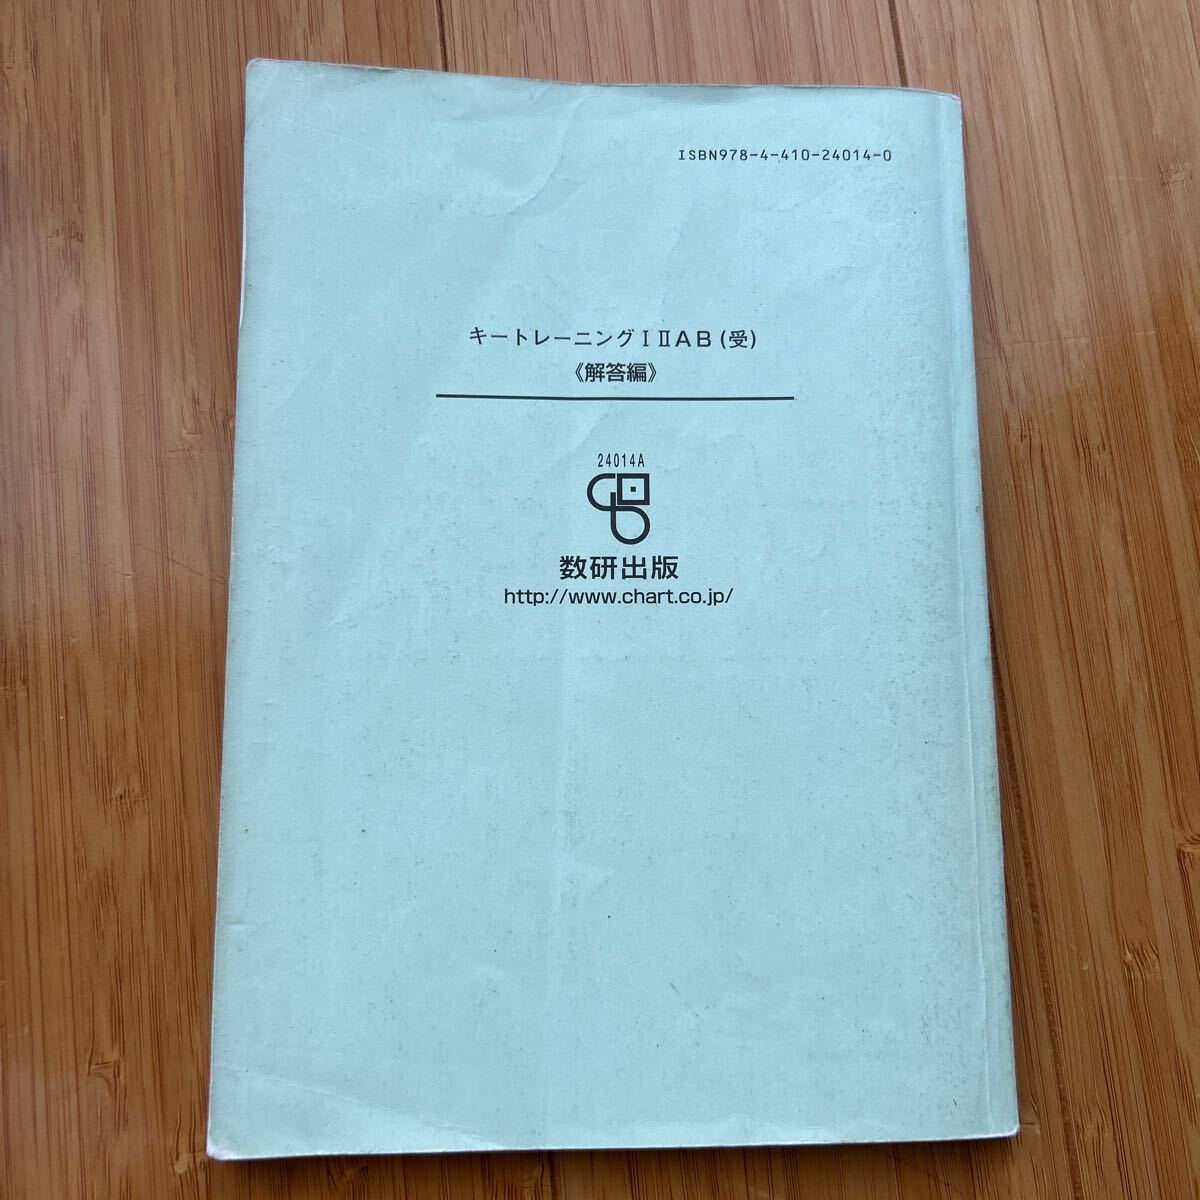 ISBN978-4-410-24014-0
キートレーニングⅠⅡAB(受)
《解答編》
24014A
数研出版
http://www.chart.co.jp/